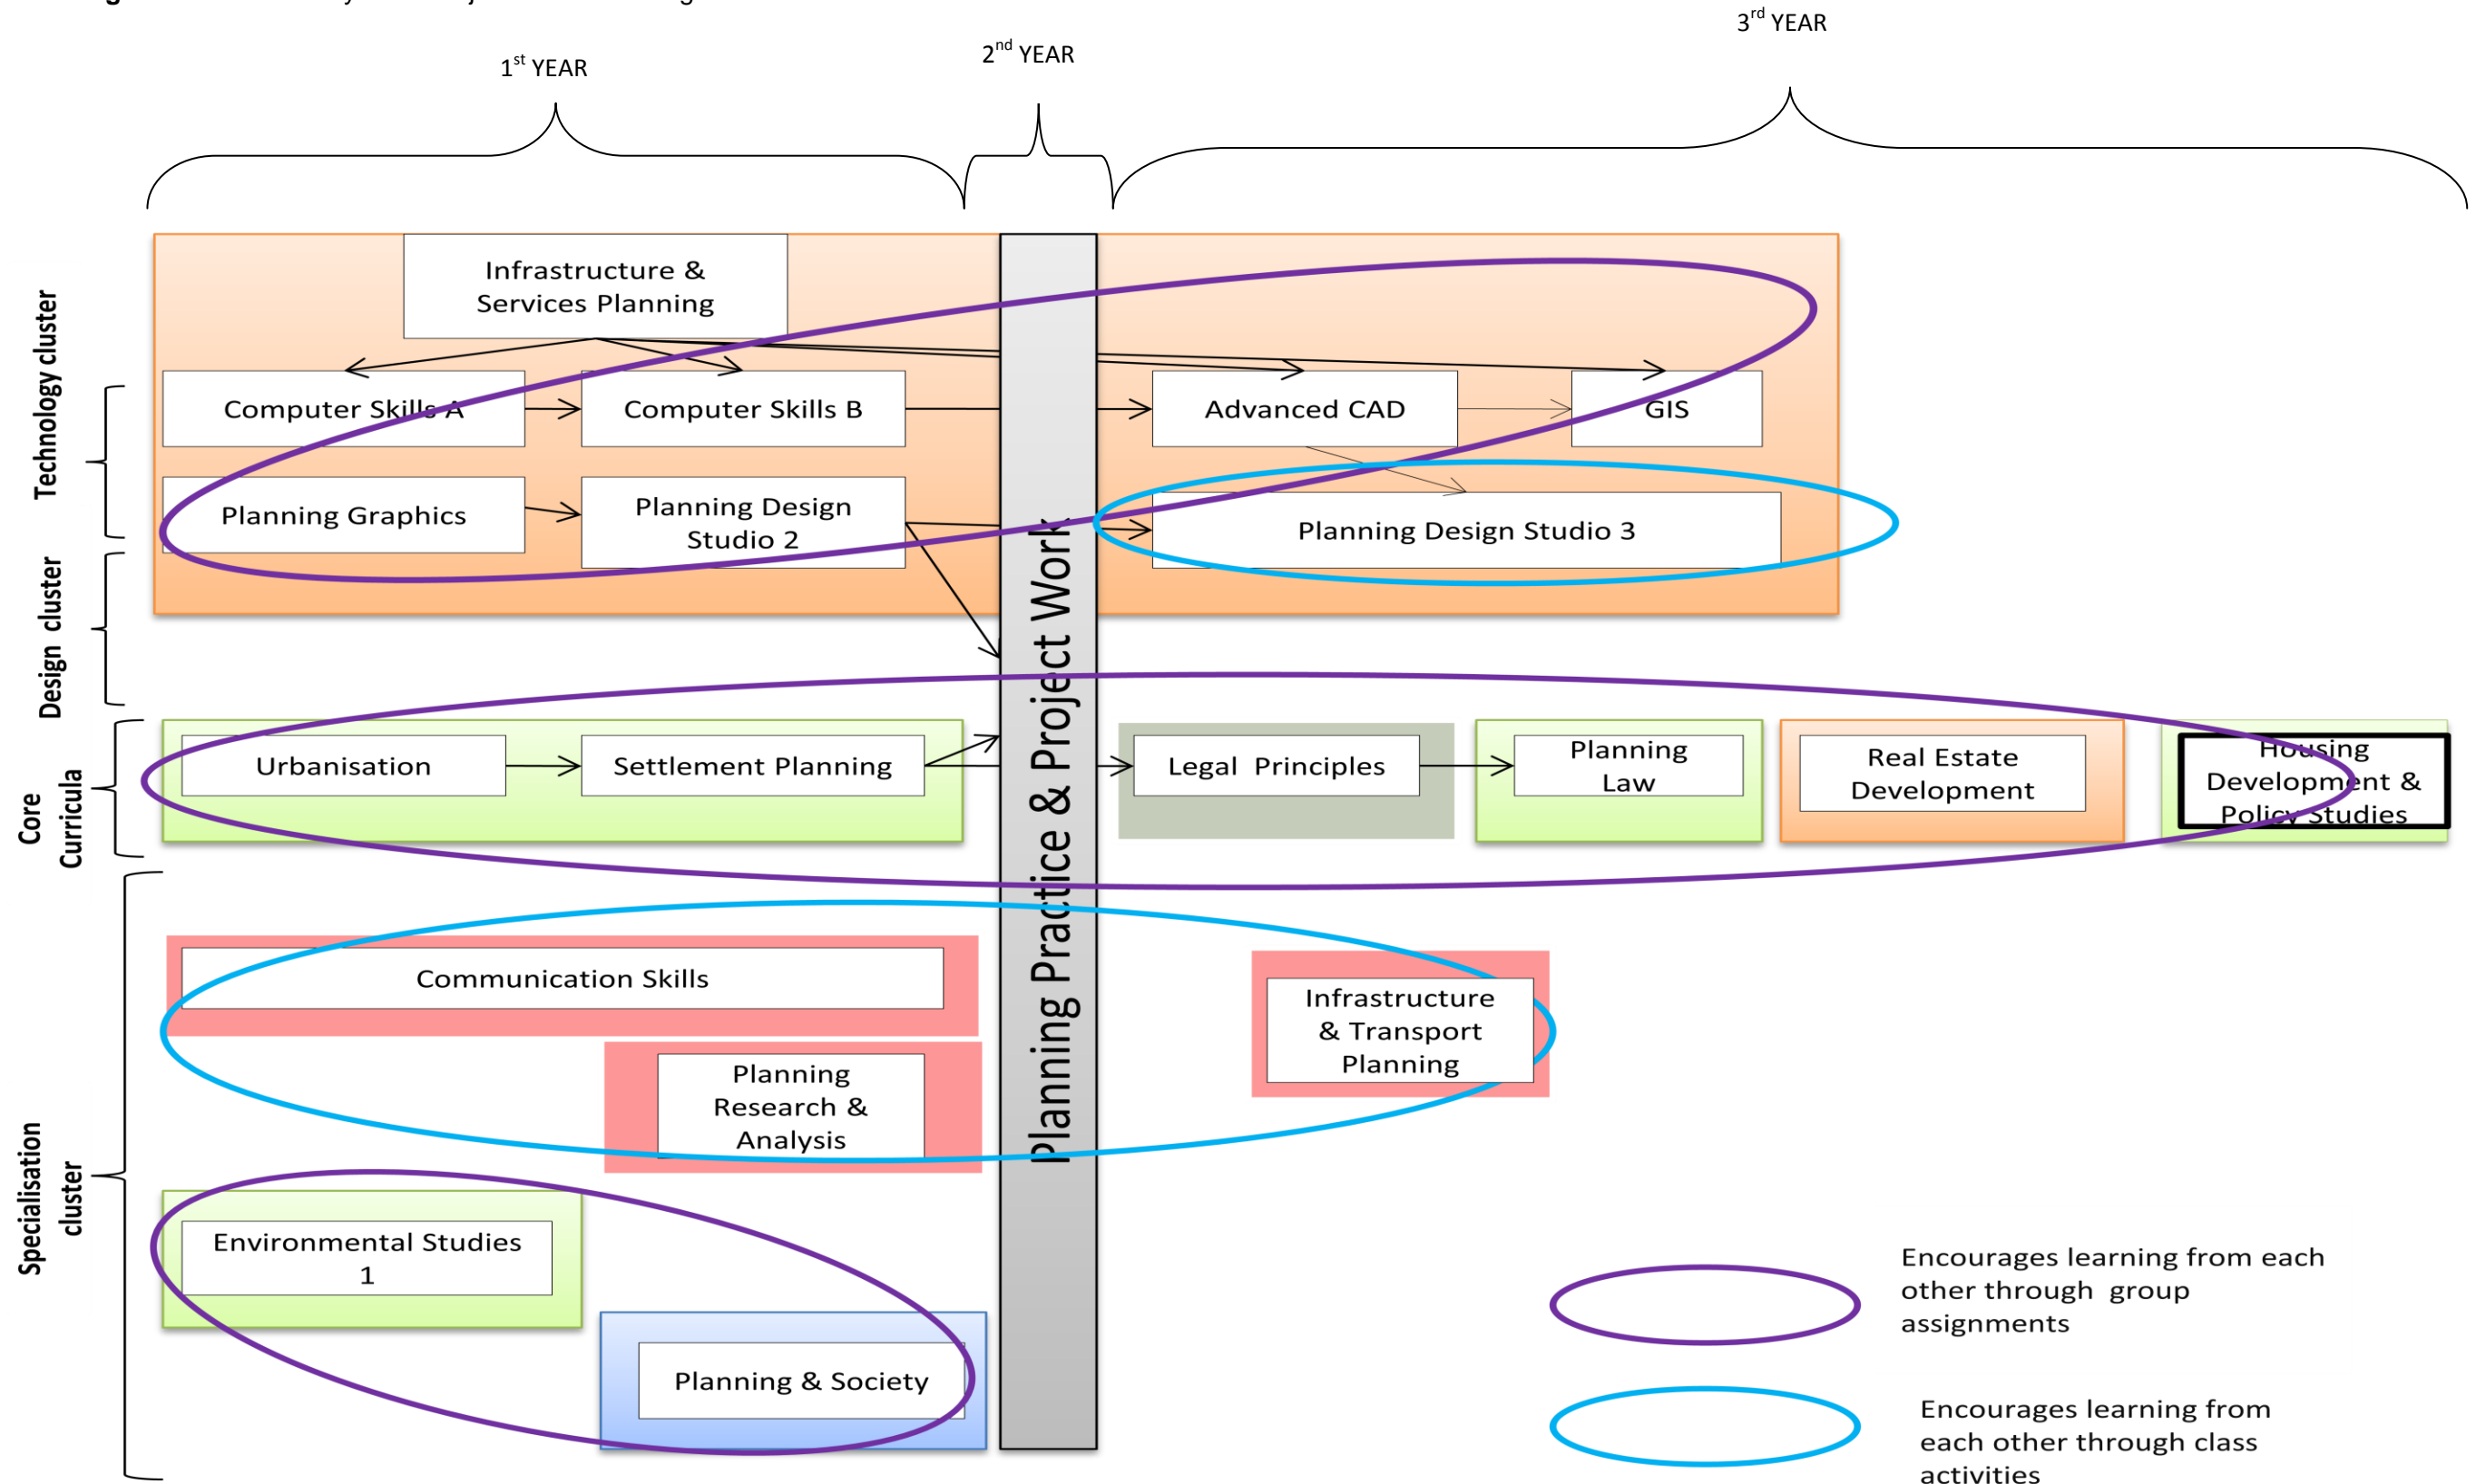 1st YEAR
2nd YEAR
3rd YEAR
Technology cluster
Design cluster
Core
Curricula
Specialisation
cluster
Infrastructure &
Services Planning
Computer Skills A
Computer Skills B
Advanced CAD
GIS
Planning Graphics
Planning Design
Studio 2
Planning Design Studio 3
Planning Practice & Project Work
Urbanisation
Settlement Planning
Legal Principles
Planning
Law
Real Estate
Development
Housing
Development &
Policy Studies
Communication Skills
Planning
Research &
Analysis
Infrastructure
& Transport
Planning
Environmental Studies
1
Planning & Society
Encourages learning from each
other through group
assignments
Encourages learning from
each other through class
activities